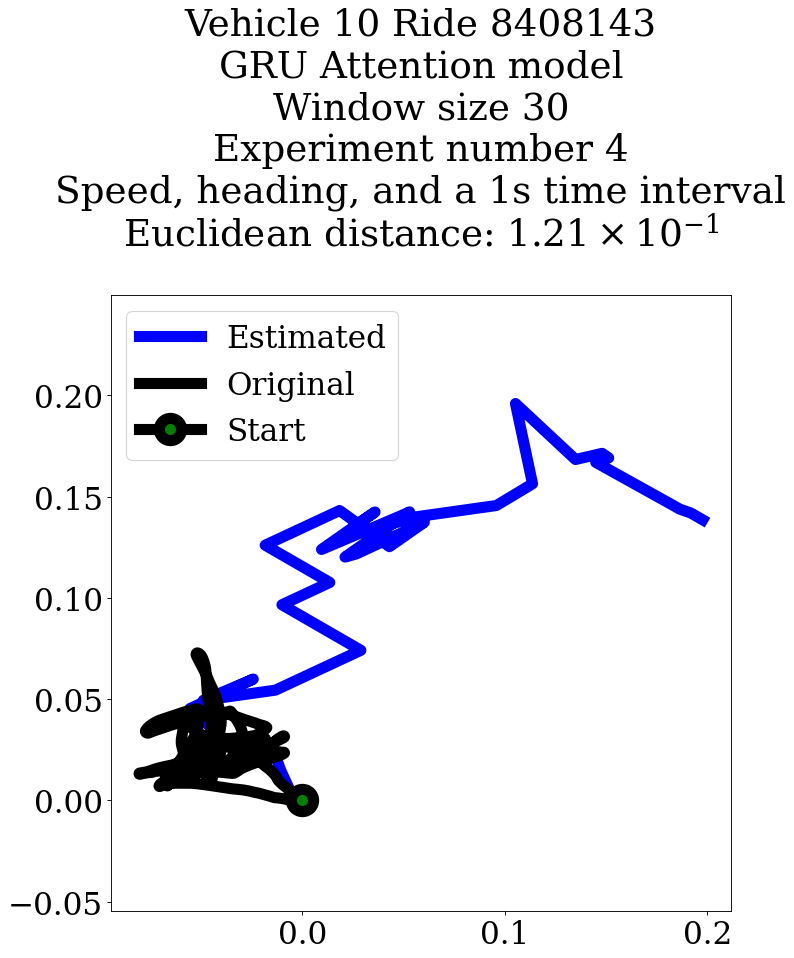 Vehicle 10 Ride 8408143
GRU Attention model
Window size 30
Experiment number 4
Speed, heading, and a 1s time interval
Euclidean distance: 1.21 × 10⁻¹
Estimated
Original
Start
0.20
0.15
0.10
0.05
0.00
−0.05
0.0 0.1 0.2